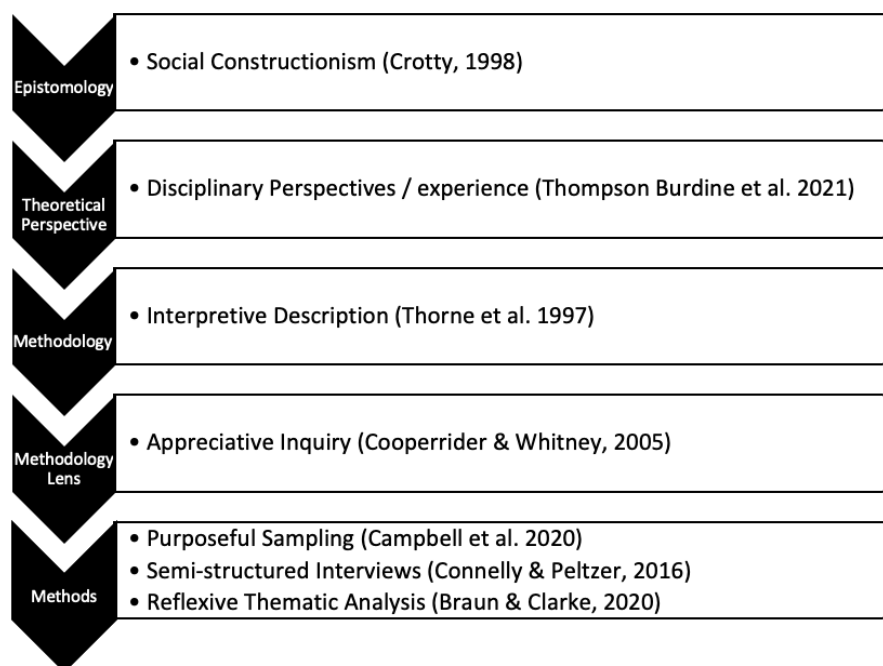 Epistomology
• Social Constructionism (Crotty, 1998)
Theoretical
Perspective
• Disciplinary Perspectives / experience (Thompson Burdine et al. 2021)
Methodology
• Interpretive Description (Thorne et al. 1997)
Methodology
Lens
• Appreciative Inquiry (Cooperrider & Whitney, 2005)
Methods
• Purposeful Sampling (Campbell et al. 2020)
• Semi-structured Interviews (Connelly & Peltzer, 2016)
• Reflexive Thematic Analysis (Braun & Clarke, 2020)